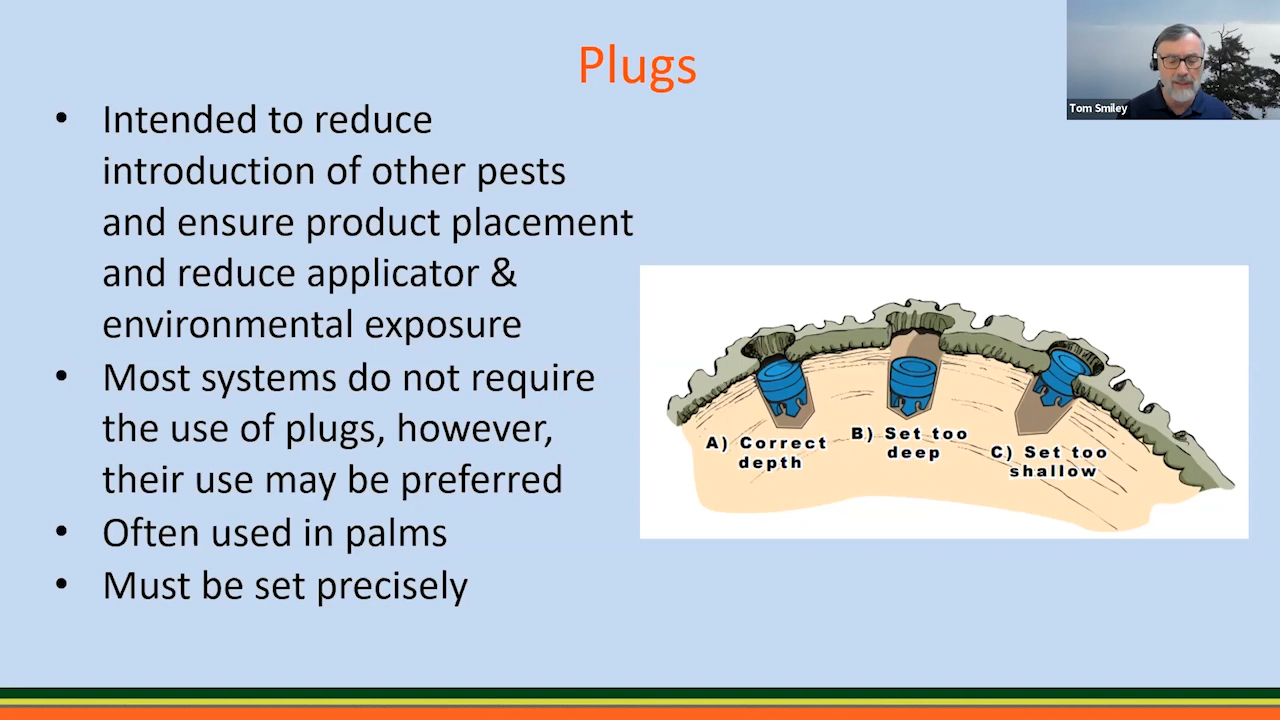 Plugs
Tom Smiley
• Intended to reduce
introduction of other pests
and ensure product placement
and reduce applicator &
environmental exposure
• Most systems do not require
the use of plugs, however,
their use may be preferred
• Often used in palms
• Must be set precisely
A) Correct
depth
B) Set too
deep
C) Set too
shallow